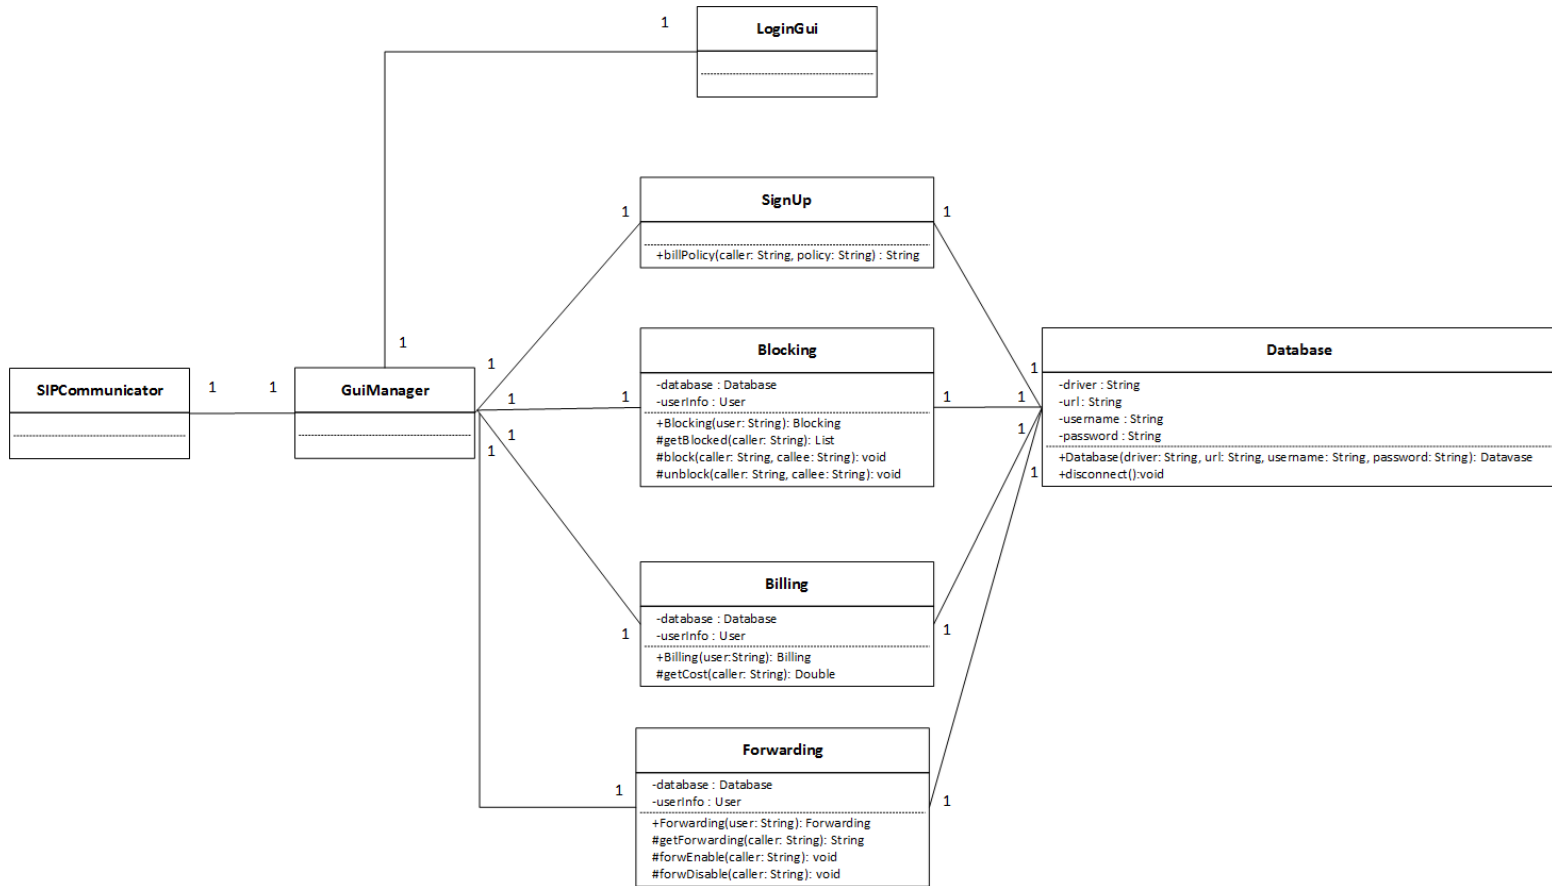 1
LoginGui
1
SignUp
1
+billPolicy(caller: String, policy: String) : String
1
1
1
SIPCommunicator
1
1
GuiManager
1
1
1
1
Blocking
-database : Database
-userInfo : User
+Blocking(user: String): Blocking
#getBlocked(caller: String): List
#block(caller: String, callee: String): void
#unblock(caller: String, callee: String): void
1
1
1
1
1
Database
-driver : String
-url : String
-username : String
-password : String
+Database(driver: String, url: String, username: String, password: String): Datavase
+disconnect():void
Billing
1
-database : Database
-userInfo : User
+Billing(user:String): Billing
#getCost(caller: String): Double
1
Forwarding
1
-database : Database
-userInfo : User
+Forwarding(user: String): Forwarding
#getForwarding(caller: String): String
#forwEnable(caller: String): void
#forwDisable(caller: String): void
1